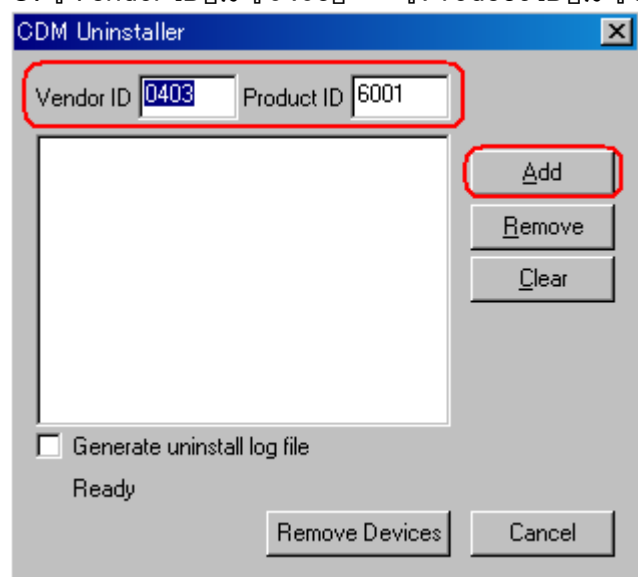 CDM Uninstaller
Vendor ID 0403 Product ID 6001
Add
Remove
Clear
Generate uninstall log file
Ready
Remove Devices Cancel